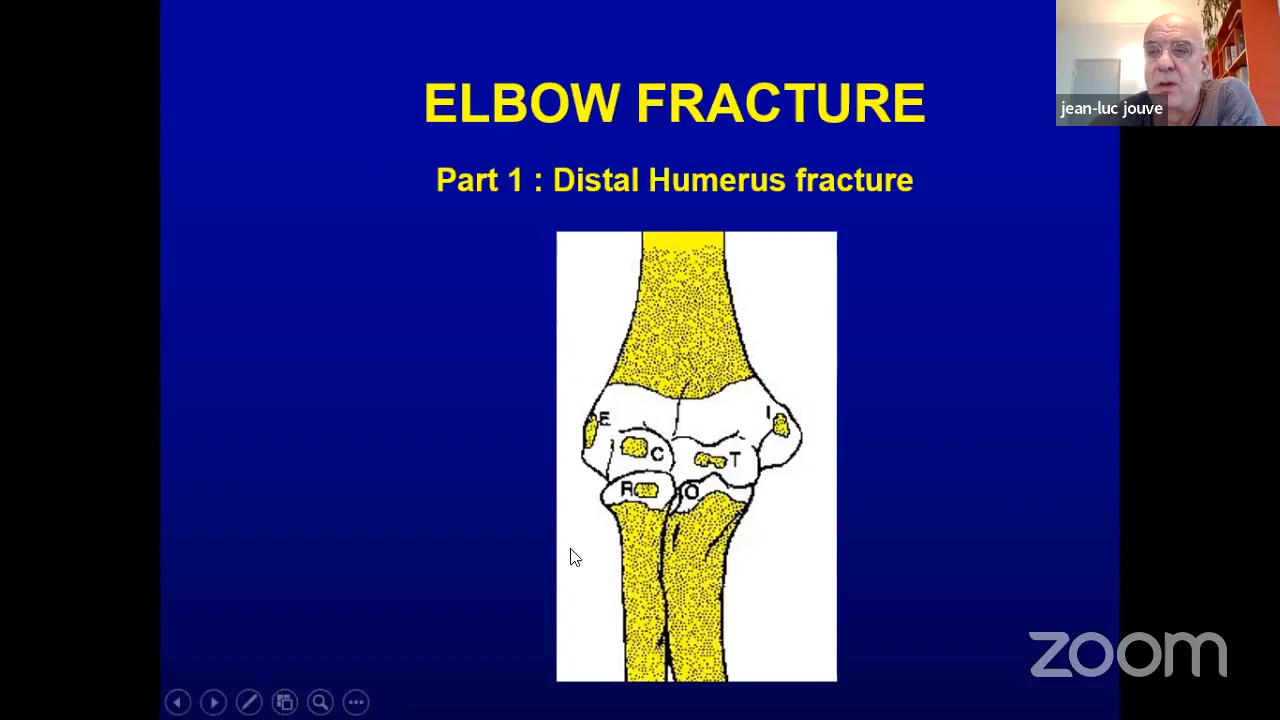 ELBOW FRACTURE
jean-luc jouve
Part 1 : Distal Humerus fracture
E
I
C
T
R
O
zoom